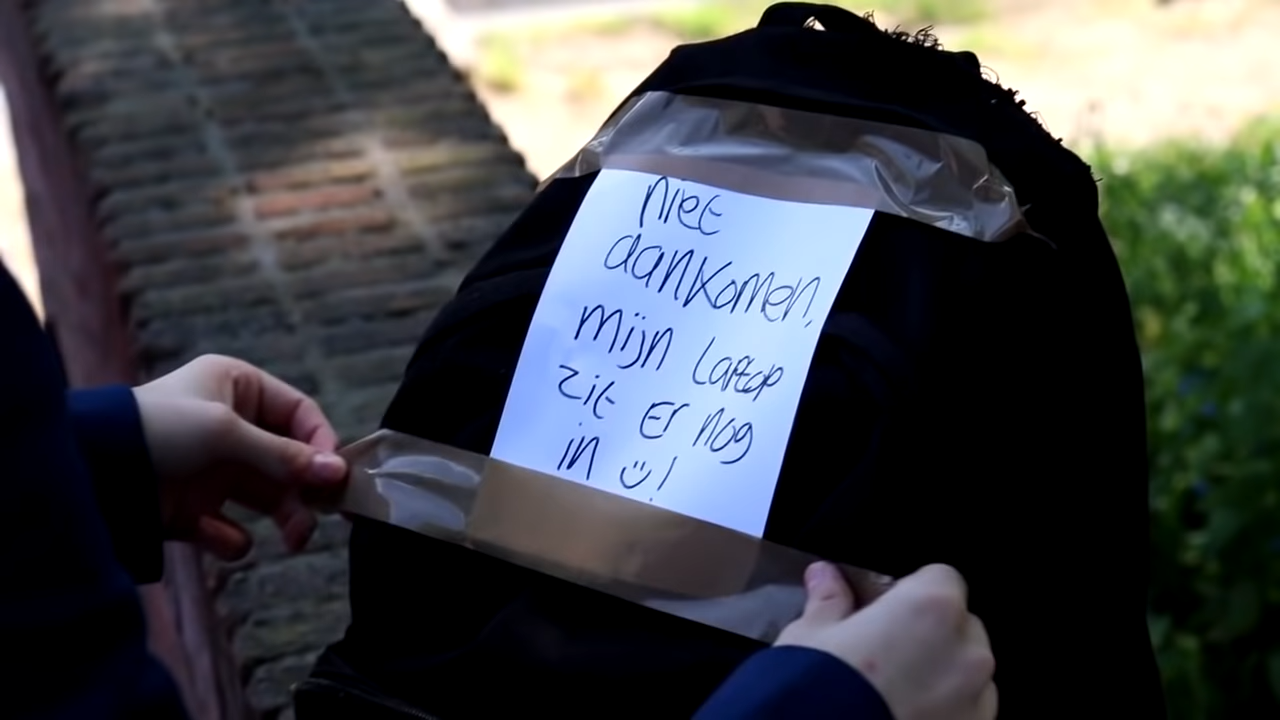 niet
aankomen,
mijn laptop
zit er nog
in ☺!